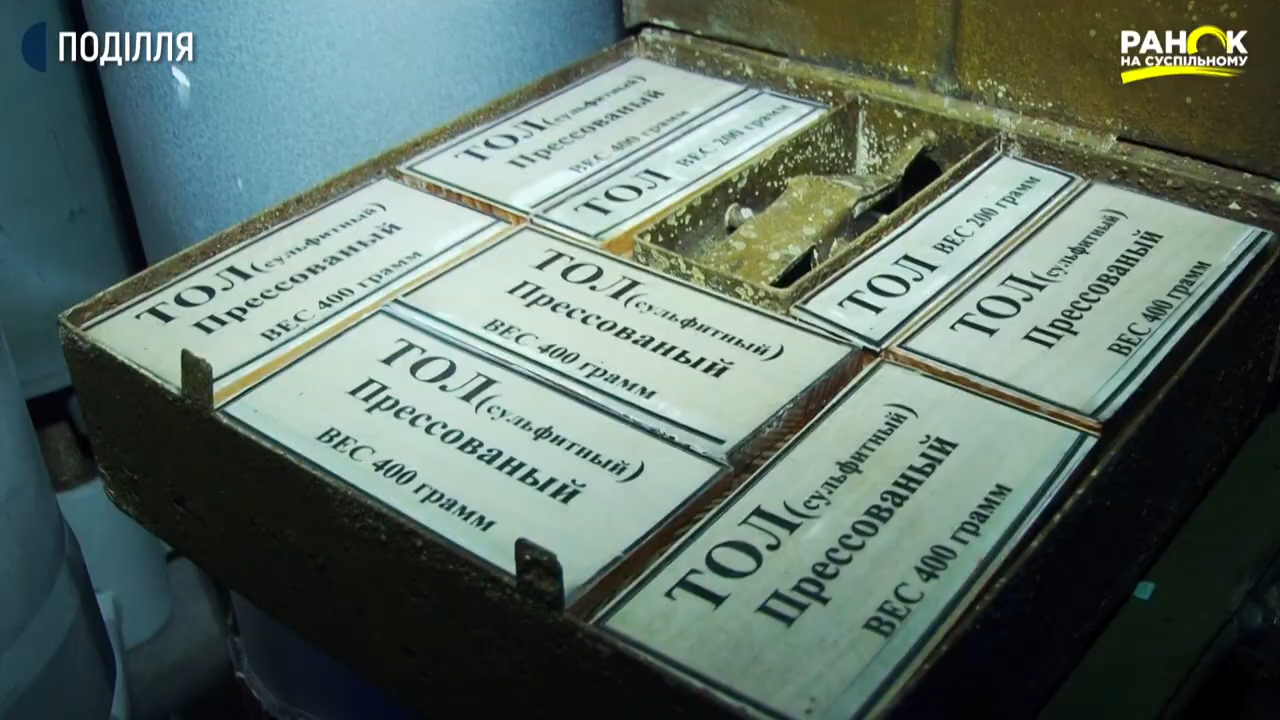 ПОДІЛЛЯ
РАНОК
НА СУСПІЛЬНОМУ
ТОЛ(сульфитный)
Прессованый
ВЕС 400 грамм
ТОЛ ВЕС 200 грамм
ТОЛ(сульфитный)
Прессованый
ВЕС 400 грамм
ТОЛ(сульфитный)
Прессованый
ВЕС 400 грамм
ТОЛ ВЕС 200 грамм
ТОЛ(сульфитный)
Прессованый
ВЕС 400 грамм
ТОЛ(сульфитный)
Прессованый
ВЕС 400 грамм
ТОЛ(сульфитный)
Прессованый
ВЕС 400 грамм